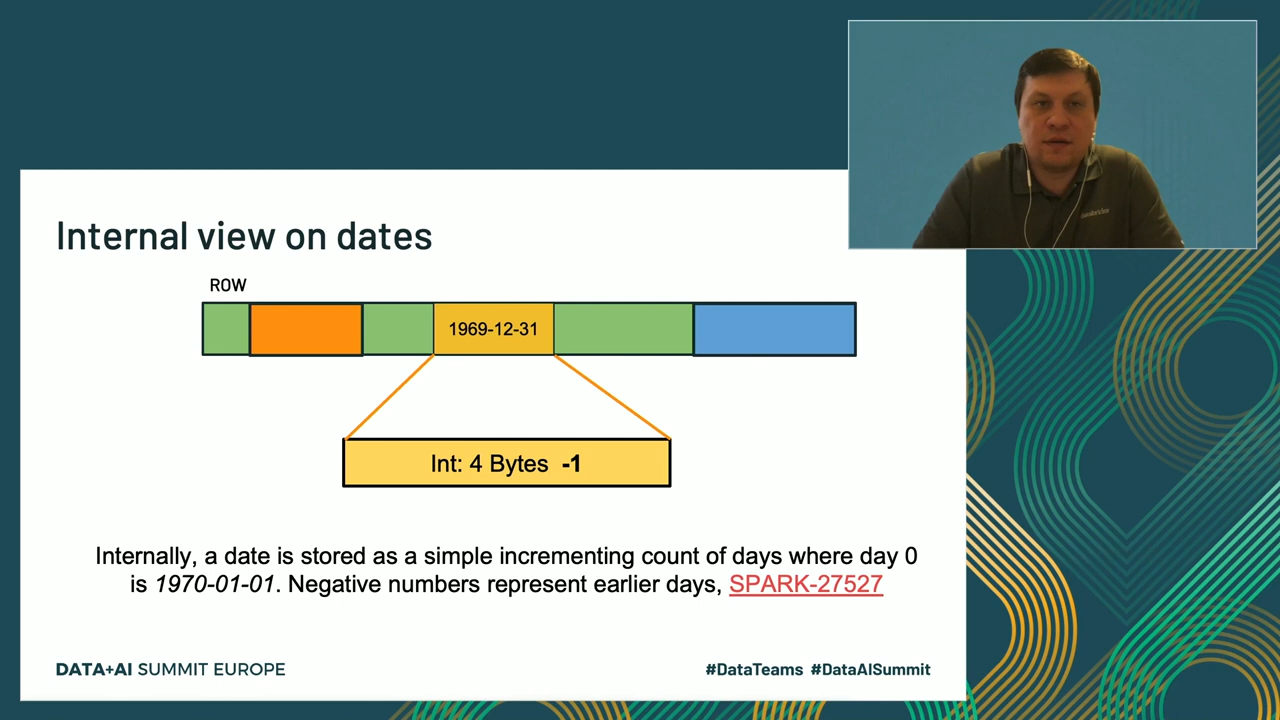 Internal view on dates
ROW
1969-12-31
Int: 4 Bytes -1
Internally, a date is stored as a simple incrementing count of days where day 0
is 1970-01-01. Negative numbers represent earlier days, SPARK-27527
DATA+AI SUMMIT EUROPE
#DataTeams #DataAISummit